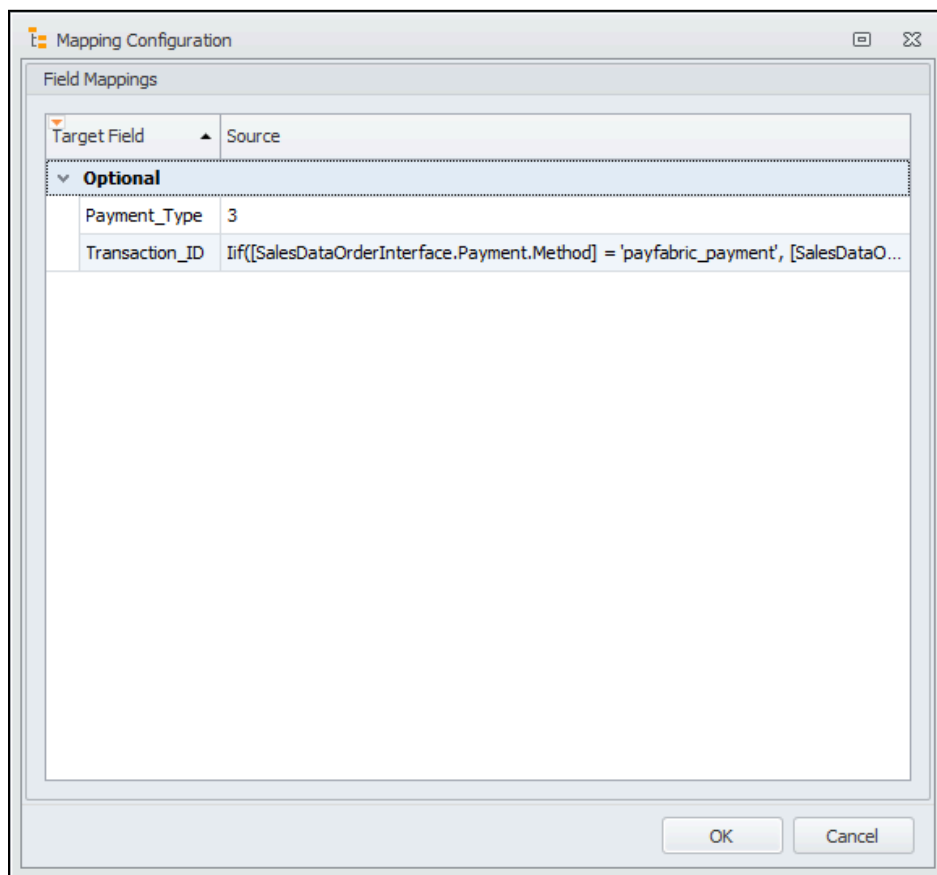 Mapping Configuration
Field Mappings
Target Field Source
Optional
Payment_Type 3
Transaction_ID Iif([SalesDataOrderInterface.Payment.Method] = 'payfabric_payment', [SalesDataO...
OK Cancel